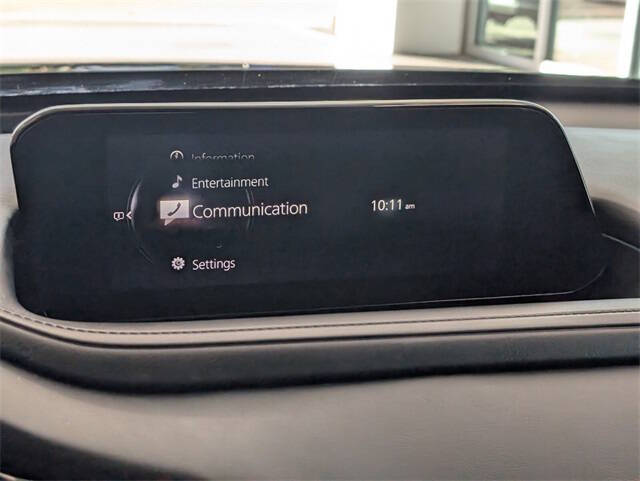 Information
Entertainment
Communication
10:11 am
Settings